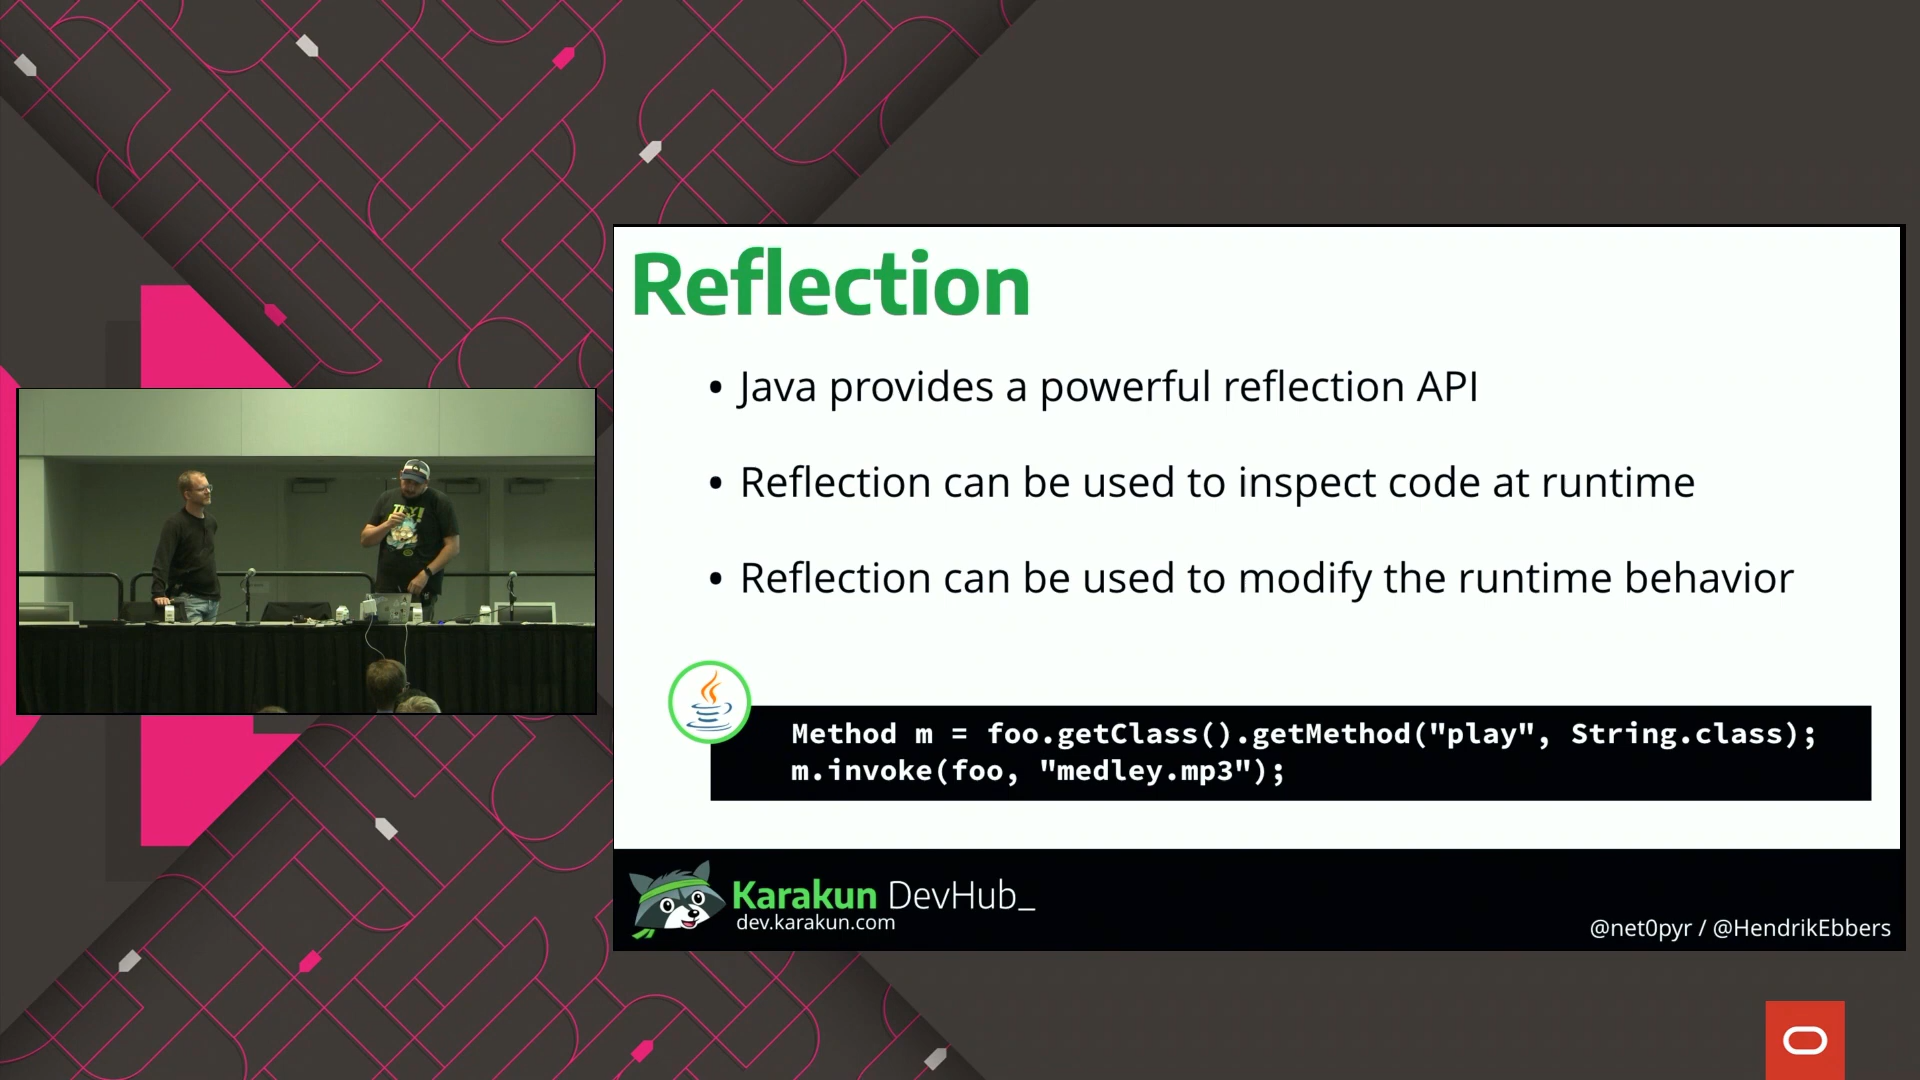 Reflection
• Java provides a powerful reflection API
• Reflection can be used to inspect code at runtime
• Reflection can be used to modify the runtime behavior
Method m = foo.getClass().getMethod("play", String.class);
m.invoke(foo, "medley.mp3");
Karakun DevHub_
dev.karakun.com
@net0pyr / @HendrikEbbers